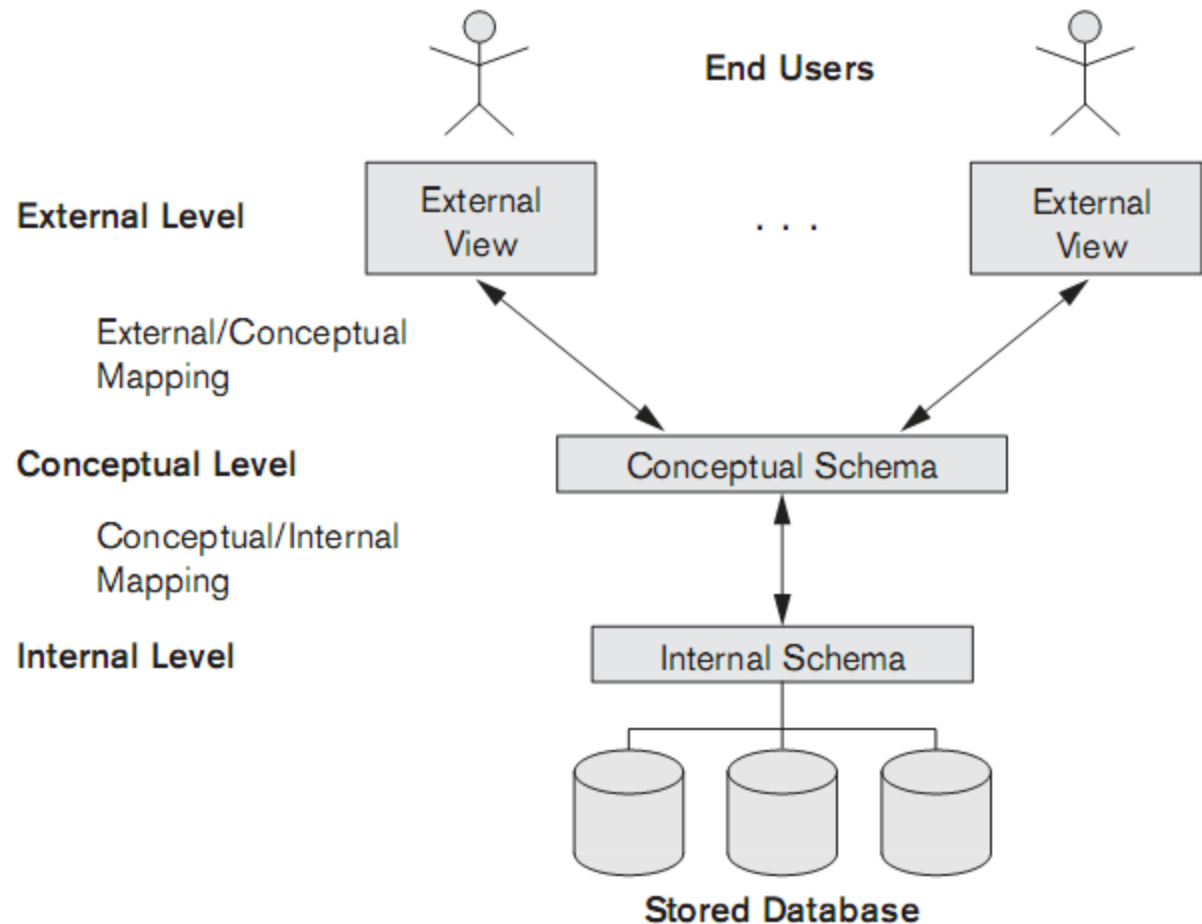 End Users
External Level
External
View
. . .
External
View
External/Conceptual
Mapping
Conceptual Level
Conceptual Schema
Conceptual/Internal
Mapping
Internal Level
Internal Schema
Stored Database